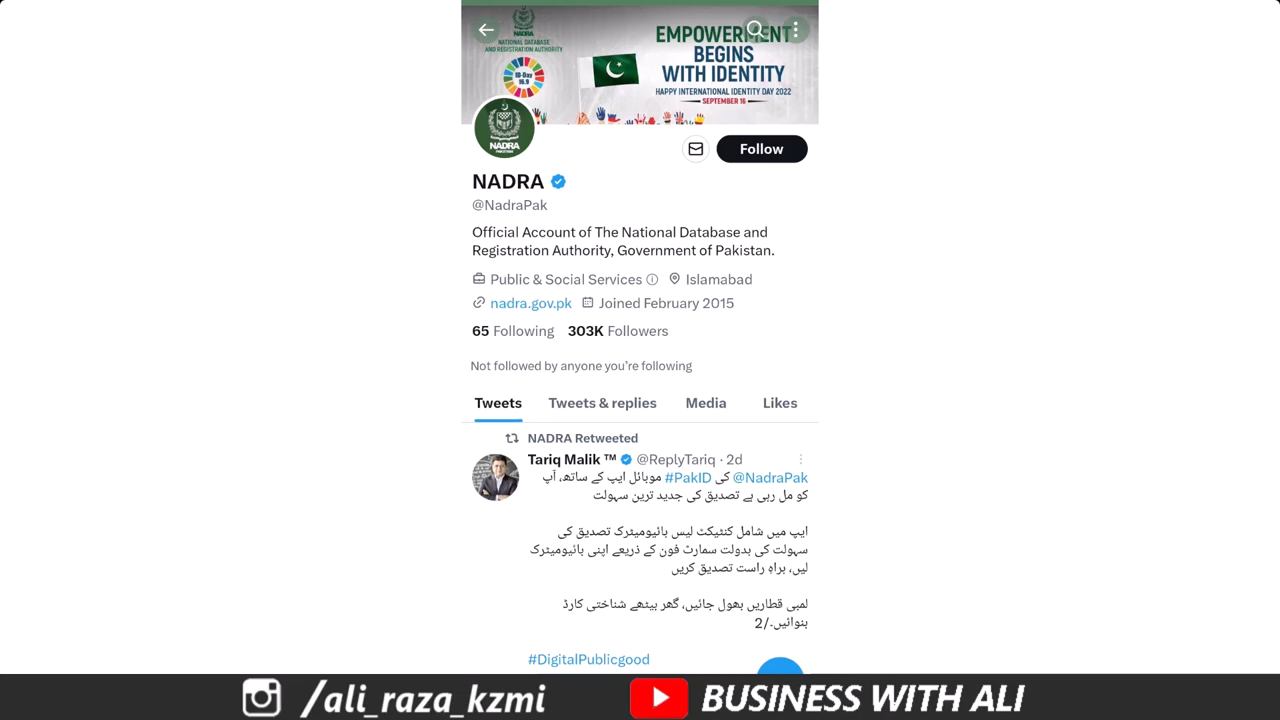 NADRA
NATIONAL DATABASE
AND REGISTRATION AUTHORITY
ID-Day
16.9
EMPOWERMENT
BEGINS
WITH IDENTITY
HAPPY INTERNATIONAL IDENTITY DAY 2022
SEPTEMBER 16
NADRA
PAKISTAN
Follow
NADRA
@NadraPak
Official Account of The National Database and
Registration Authority, Government of Pakistan.
Public & Social Services Islamabad
nadra.gov.pk Joined February 2015
65 Following 303K Followers
Not followed by anyone you’re following
Tweets Tweets & replies Media Likes
NADRA Retweeted
Tariq Malik ™ @ReplyTariq · 2d
@NadraPak کی #PakID موبائل ایپ کے ساتھ، آپ
کو مل رہی ہے تصدیق کی جدید ترین سہولت
ایپ میں شامل کنٹیکٹ لیس بائیومیٹرک تصدیق کی
سہولت کی بدولت سمارٹ فون کے ذریعے اپنی بائیومیٹرک
لیں، براہِ راست تصدیق کریں
لمبی قطاریں بھول جائیں، گھر بیٹھے شناختی کارڈ
بنوائیں۔/2
#DigitalPublicgood
/ali_raza_kzmi BUSINESS WITH ALI